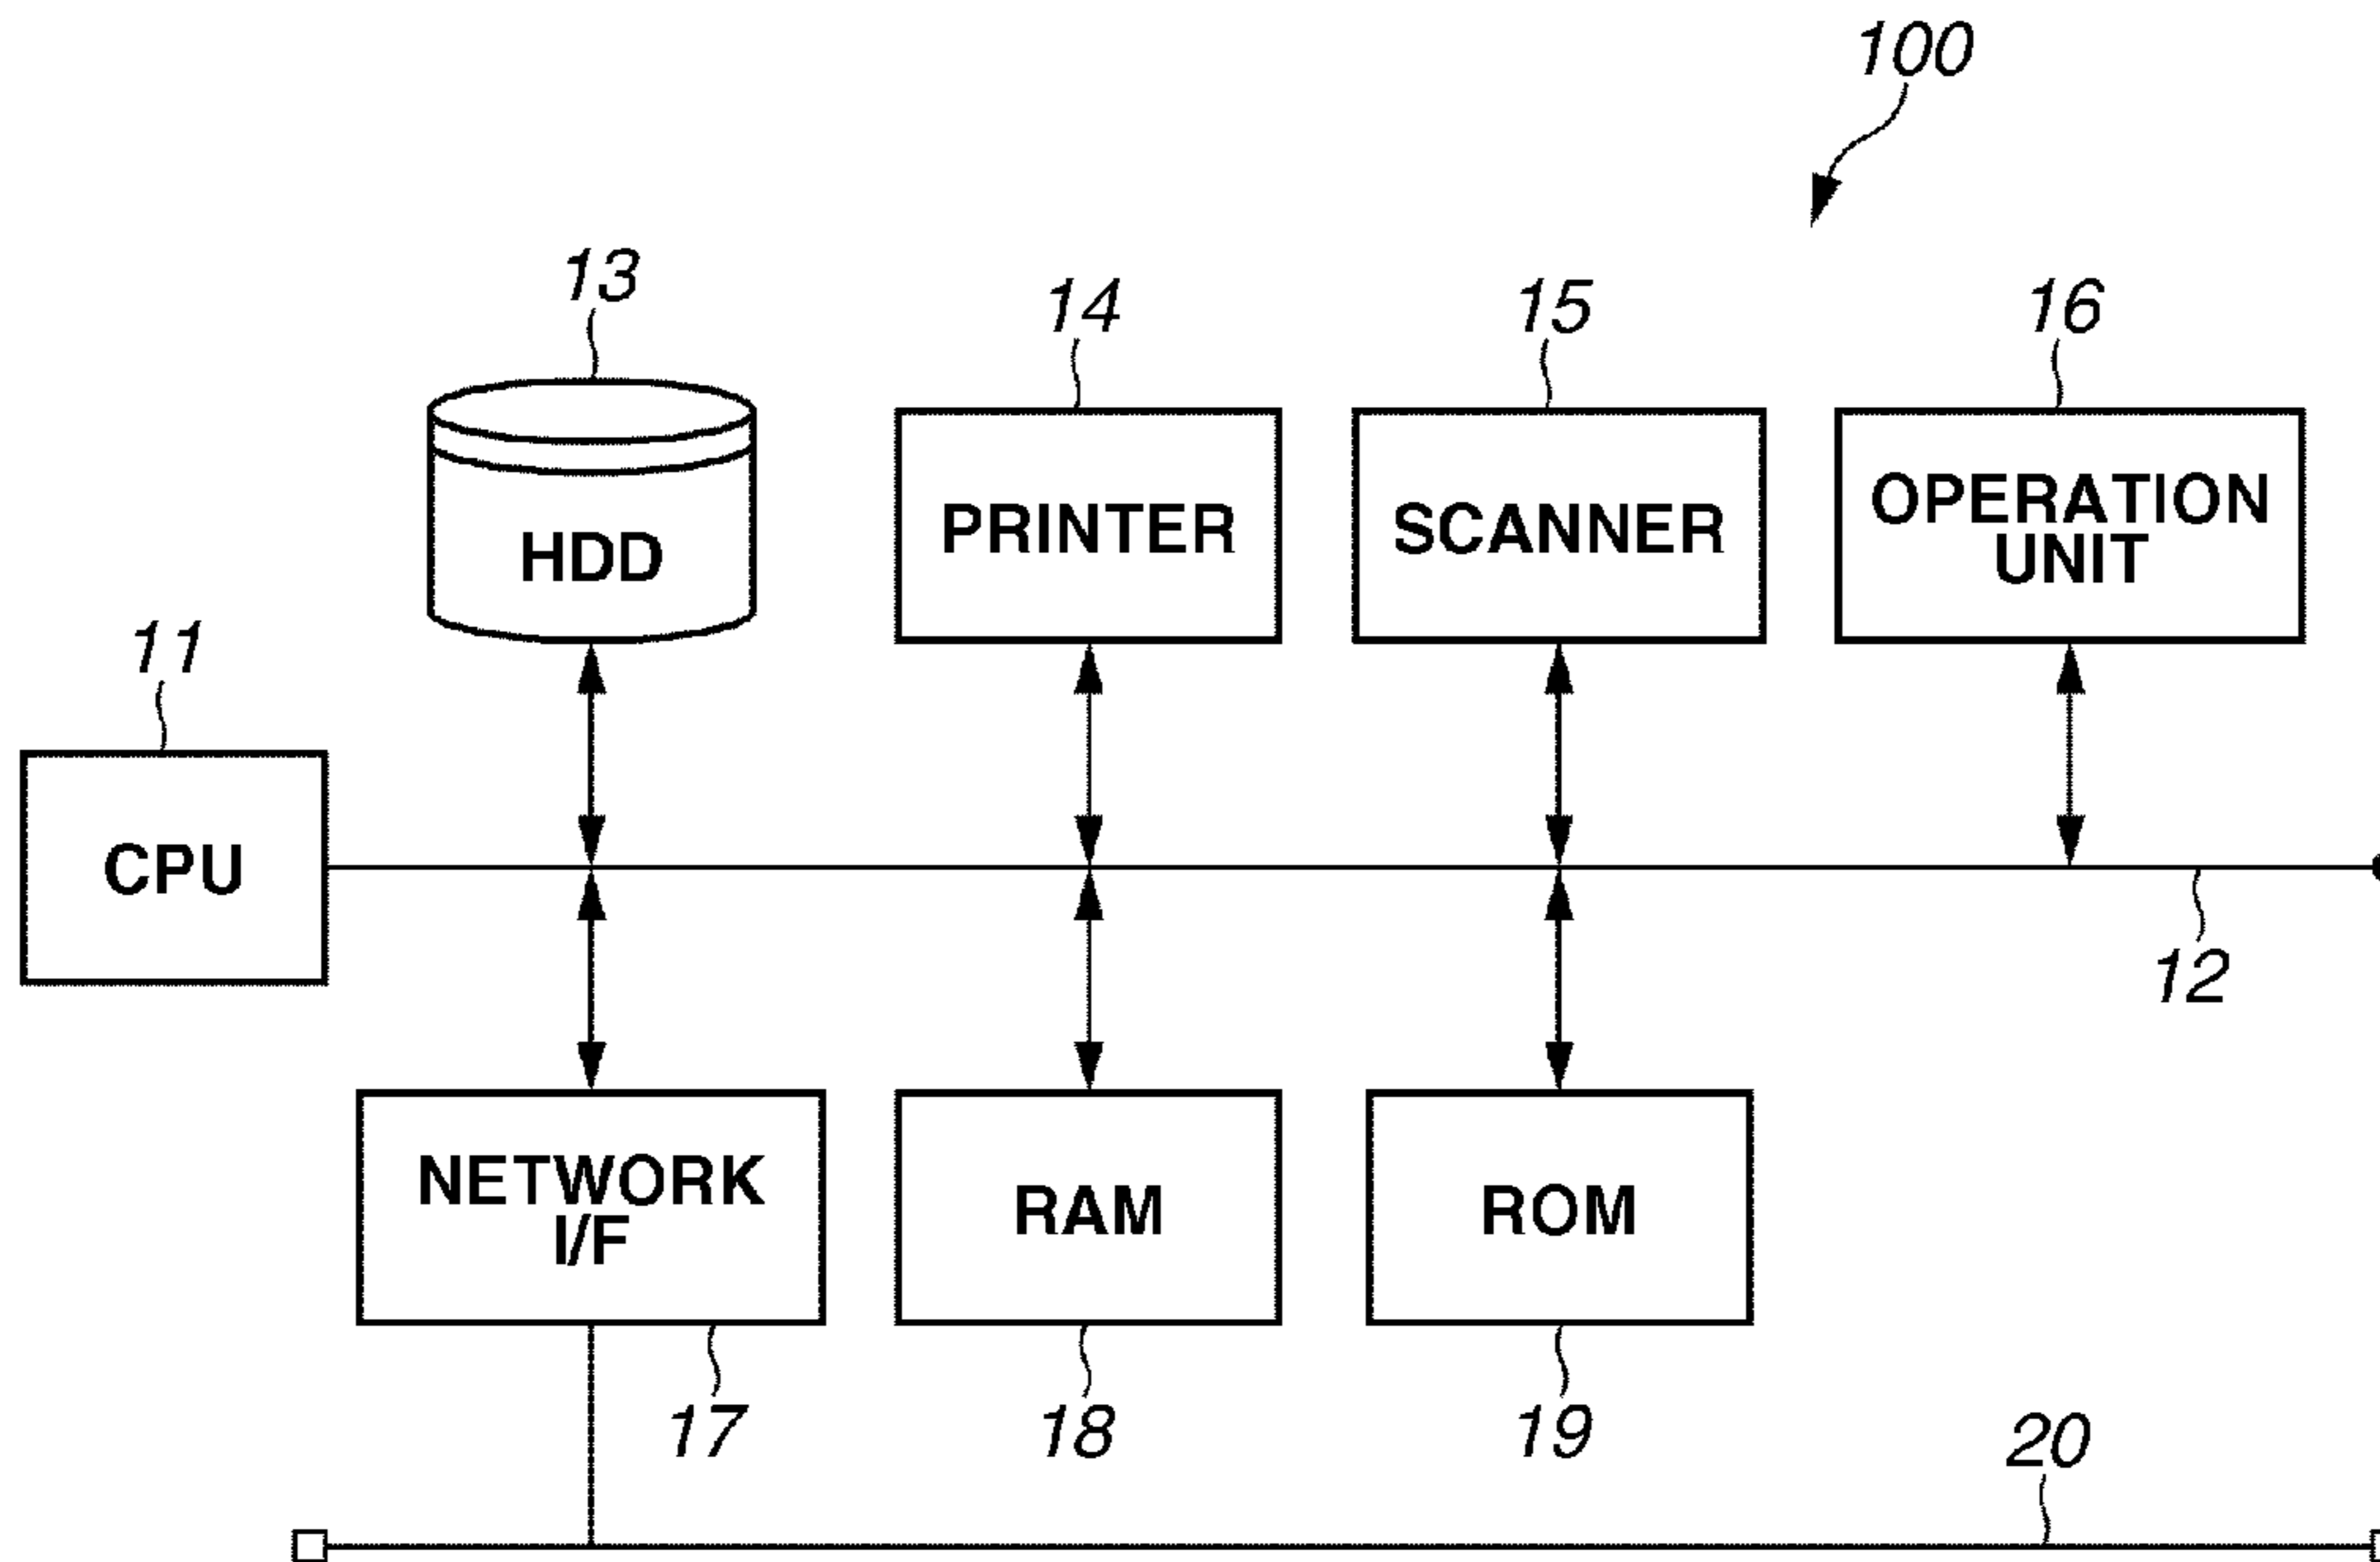 100
13
14
15
16
HDD
PRINTER
SCANNER
OPERATION
UNIT
11
CPU
12
NETWORK
I/F
RAM
ROM
17
18
19
20